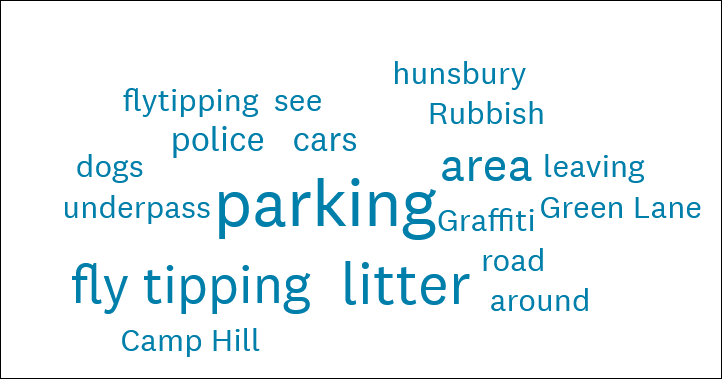 hunsbury
flytipping see
Rubbish
police cars
dogs
area leaving
underpass parking Graffiti Green Lane
road
fly tipping litter
around
Camp Hill